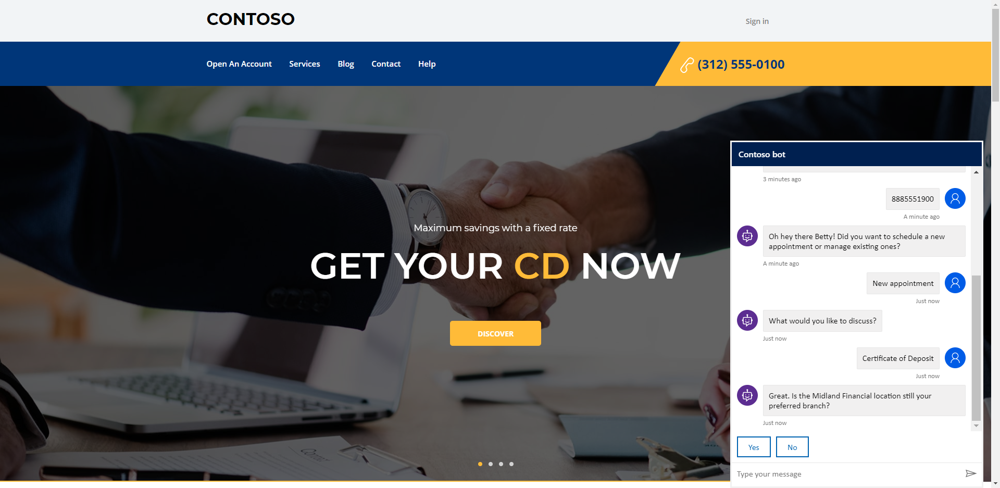 CONTOSO
Sign in
Open An Account
Services
Blog
Contact
Help
(312) 555-0100
Maximum savings with a fixed rate
GET YOUR CD NOW
DISCOVER
Contoso bot
3 minutes ago
8885551900
A minute ago
Oh hey there Betty! Did you want to schedule a new
appointment or manage existing ones?
A minute ago
New appointment
Just now
What would you like to discuss?
Just now
Certificate of Deposit
Just now
Great. Is the Midland Financial location still your
preferred branch?
Just now
Yes
No
Type your message